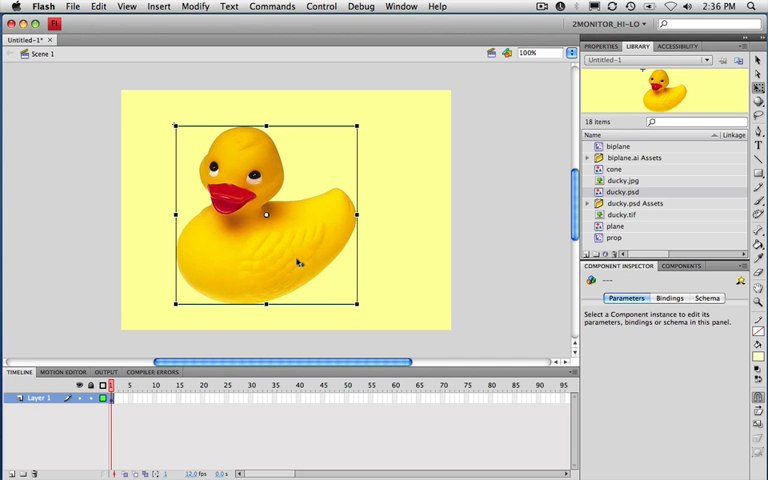 Flash File Edit View Insert Modify Text Commands Control Debug Window Help 2:36 PM
Fl 2MONITOR_HI-LO
Untitled-1* ×
Scene 1 100%
PROPERTIES LIBRARY ACCESSIBILITY
Untitled-1
18 items
Name Linkage
biplane
biplane.ai Assets
cone
ducky.jpg
ducky.psd
ducky.psd Assets
ducky.tif
plane
prop
COMPONENT INSPECTOR COMPONENTS
---
Parameters Bindings Schema
Select a Component instance to edit its
parameters, bindings or schema in this panel.
TIMELINE MOTION EDITOR OUTPUT COMPILER ERRORS
1 5 10 15 20 25 30 35 40 45 50 55 60 65 70 75 80 85 90 95
Layer 1
1 12.0 fps 0.0 s